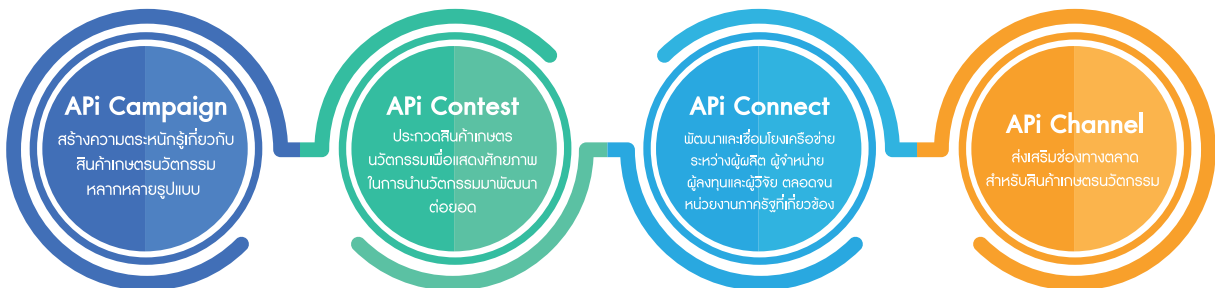 APi Campaign
สร้างความตระหนักรู้เกี่ยวกับ
สินค้าเกษตรนวัตกรรม
หลากหลายรูปแบบ
APi Contest
ประกวดสินค้าเกษตร
นวัตกรรมเพื่อแสดงศักยภาพ
ในการนำนวัตกรรมมาพัฒนา
ต่อยอด
APi Connect
พัฒนาและเชื่อมโยงเครือข่าย
ระหว่างผู้ผลิต ผู้จำหน่าย
ผู้ลงทุนและผู้วิจัย ตลอดจน
หน่วยงานภาครัฐที่เกี่ยวข้อง
APi Channel
ส่งเสริมช่องทางตลาด
สำหรับสินค้าเกษตรนวัตกรรม